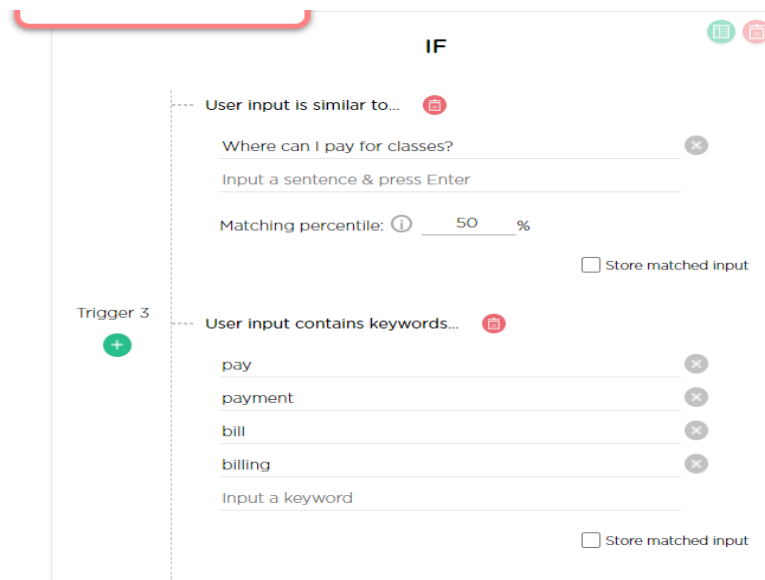 IF
User input is similar to...
Where can I pay for classes?
Input a sentence & press Enter
Matching percentile: 50 %
Store matched input
Trigger 3
User input contains keywords...
pay
payment
bill
billing
Input a keyword
Store matched input